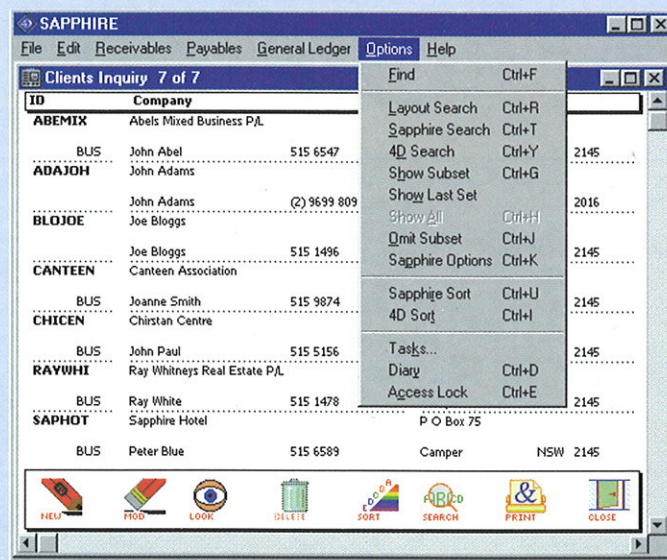 SAPPHIRE
File Edit Receivables Payables General Ledger Options Help
Clients Inquiry 7 of 7
ID Company
ABEMIX Abels Mixed Business P/L
BUS John Abel 515 6547 2145
ADAJOH John Adams
John Adams (2) 9699 809 2016
BLOJOE Joe Bloggs
Joe Bloggs 515 1496 2145
CANTEEN Canteen Association
BUS Joanne Smith 515 9874 2145
CHICEN Chirstan Centre
BUS John Paul 515 5156 2145
RAYWHI Ray Whitneys Real Estate P/L
BUS Ray White 515 1478 2145
SAPHOT Sapphire Hotel P O Box 75
BUS Peter Blue 515 6589 Camper NSW 2145
Find Ctrl+F
Layout Search Ctrl+R
Sapphire Search Ctrl+T
4D Search Ctrl+Y
Show Subset Ctrl+G
Show Last Set
Show All Ctrl+H
Omit Subset Ctrl+J
Sapphire Options Ctrl+K
Sapphire Sort Ctrl+U
4D Sort Ctrl+I
Tasks...
Diary Ctrl+D
Access Lock Ctrl+E
NEW MOD LOOK DELETE SORT SEARCH PRINT CLOSE